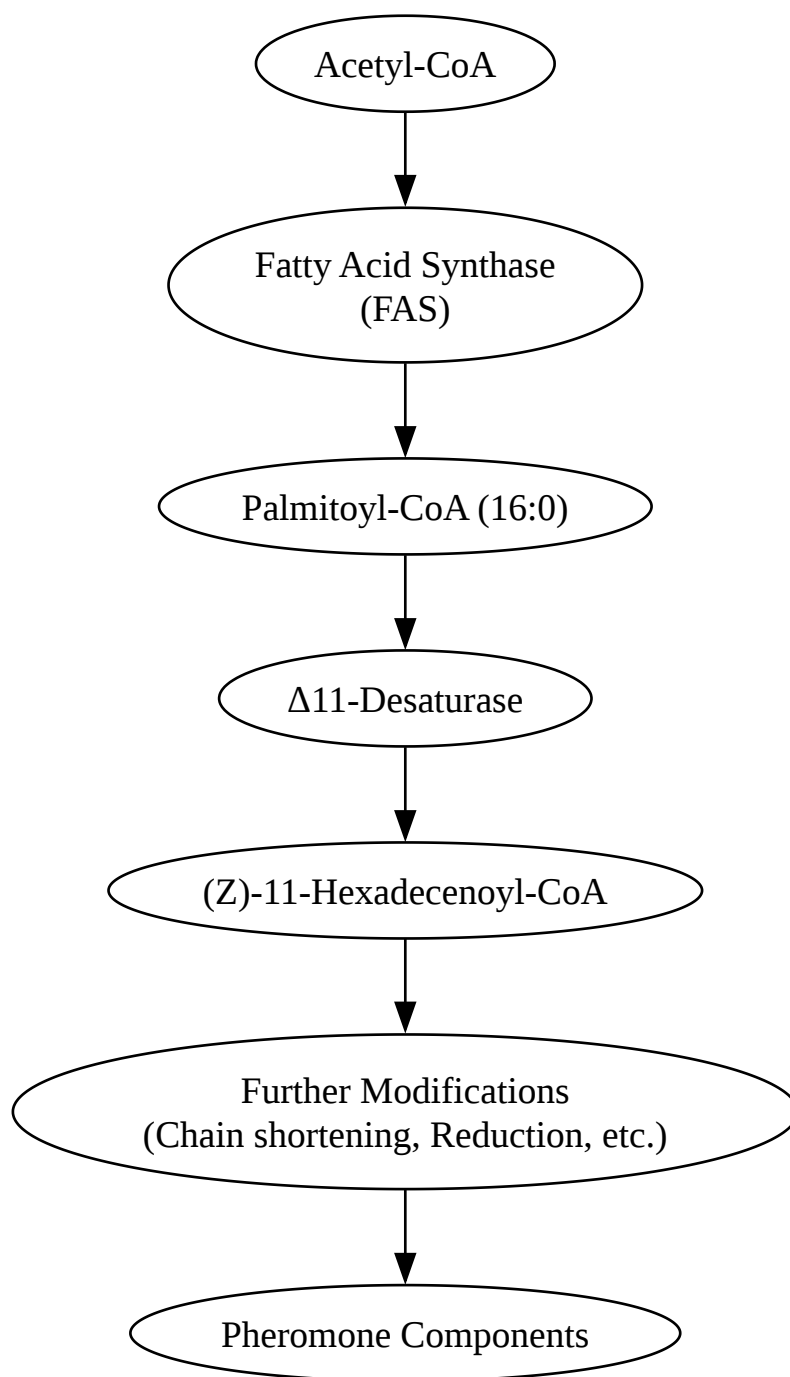 Acetyl-CoA
Fatty Acid Synthase
(FAS)
Palmitoyl-CoA (16:0)
Δ11-Desaturase
(Z)-11-Hexadecenoyl-CoA
Further Modifications
(Chain shortening, Reduction, etc.)
Pheromone Components